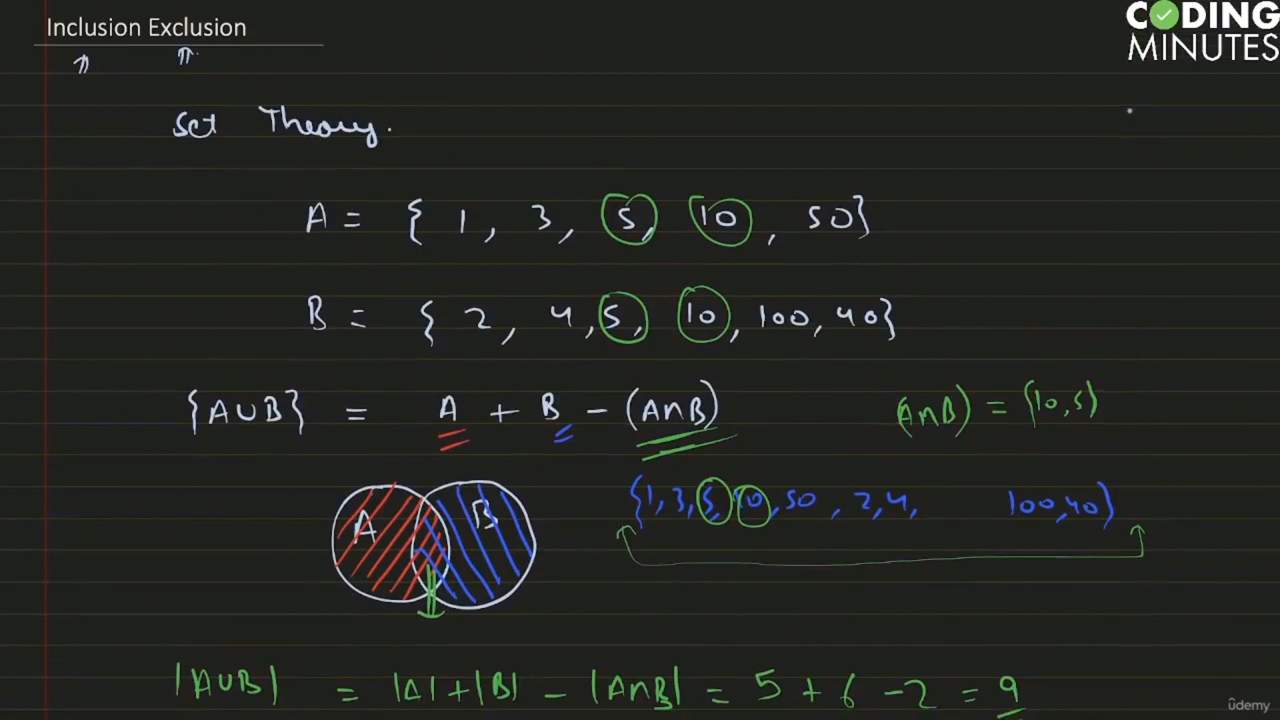 Inclusion Exclusion
CODING
MINUTES
Set Theory.
A = { 1, 3, 5, 10, 50}
B = { 2, 4, 5, 10, 100, 40}
{A∪B} = A + B - (A∩B)
(A∩B) = (10,5)
A B
{1, 3, 5, 10, 50, 2, 4, 100, 40}
|A∪B| = |A| + |B| - |A∩B| = 5 + 6 - 2 = 9
ûdemy